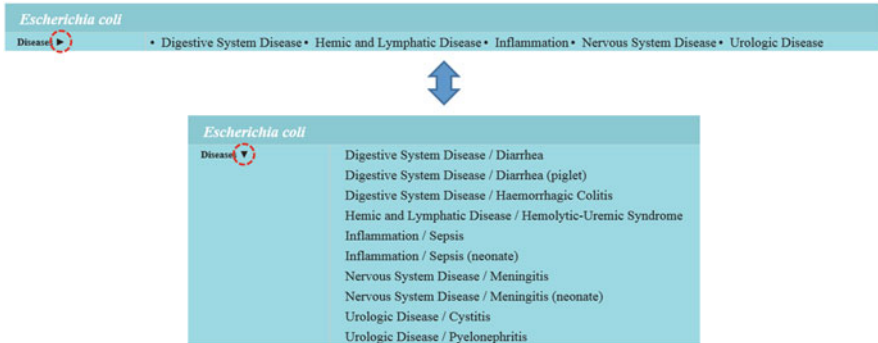 Escherichia coli
Disease ► • Digestive System Disease • Hemic and Lymphatic Disease • Inflammation • Nervous System Disease • Urologic Disease
Escherichia coli
Disease ▼ Digestive System Disease / Diarrhea
Digestive System Disease / Diarrhea (piglet)
Digestive System Disease / Haemorrhagic Colitis
Hemic and Lymphatic Disease / Hemolytic-Uremic Syndrome
Inflammation / Sepsis
Inflammation / Sepsis (neonate)
Nervous System Disease / Meningitis
Nervous System Disease / Meningitis (neonate)
Urologic Disease / Cystitis
Urologic Disease / Pyelonephritis